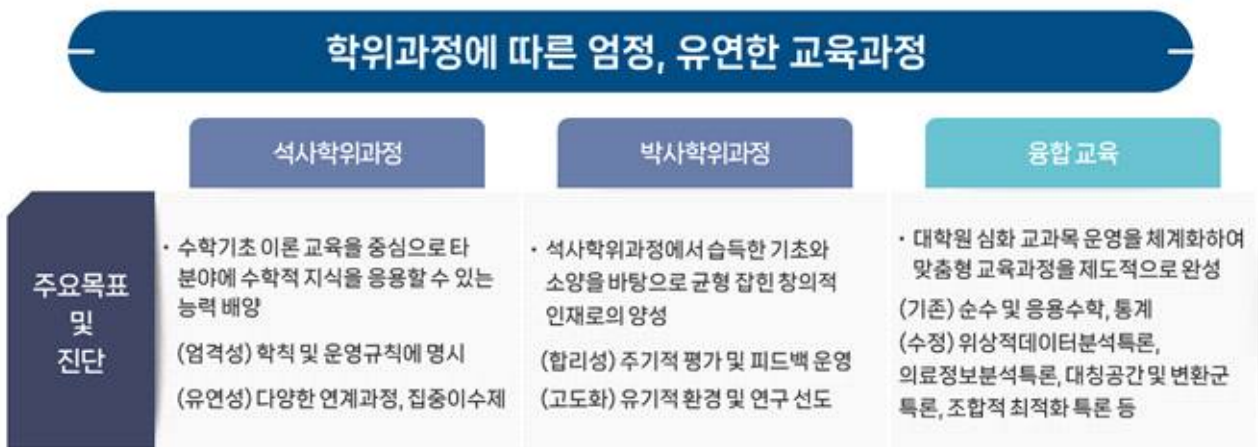 학위과정에 따른 엄정, 유연한 교육과정
석사학위과정
박사학위과정
융합 교육
주요목표
및
진단
· 수학기초 이론 교육을 중심으로 타
분야에 수학적 지식을 응용할 수 있는
능력 배양
(엄격성) 학칙 및 운영규칙에 명시
(유연성) 다양한 연계과정, 집중이수제
· 석사학위과정에서 습득한 기초와
소양을 바탕으로 균형 잡힌 창의적
인재로의 양성
(합리성) 주기적 평가 및 피드백 운영
(고도화) 유기적 환경 및 연구 선도
· 대학원 심화 교과목 운영을 체계화하여
맞춤형 교육과정을 제도적으로 완성
(기존) 순수 및 응용수학, 통계
(수정) 위상적데이터분석특론,
의료정보분석특론, 대칭공간 및 변환군
특론, 조합적 최적화 특론 등